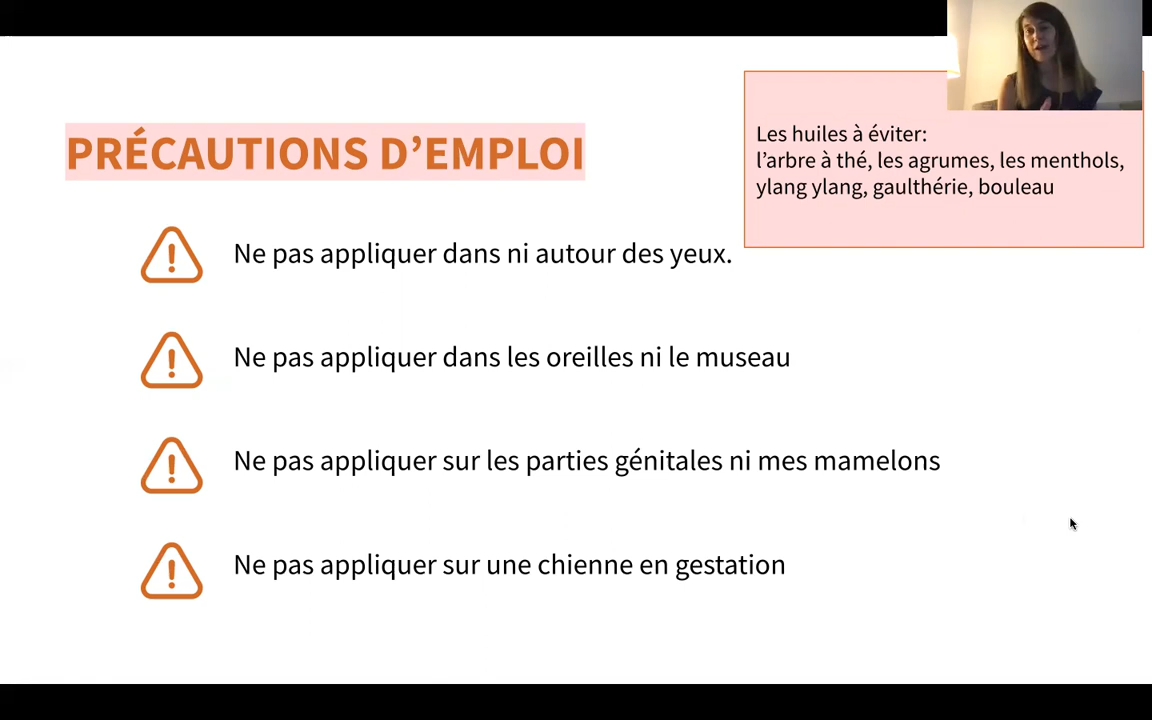 PRÉCAUTIONS D’EMPLOI
Les huiles à éviter:
l’arbre à thé, les agrumes, les menthols,
ylang ylang, gaulthérie, bouleau
Ne pas appliquer dans ni autour des yeux.
Ne pas appliquer dans les oreilles ni le museau
Ne pas appliquer sur les parties génitales ni mes mamelons
Ne pas appliquer sur une chienne en gestation